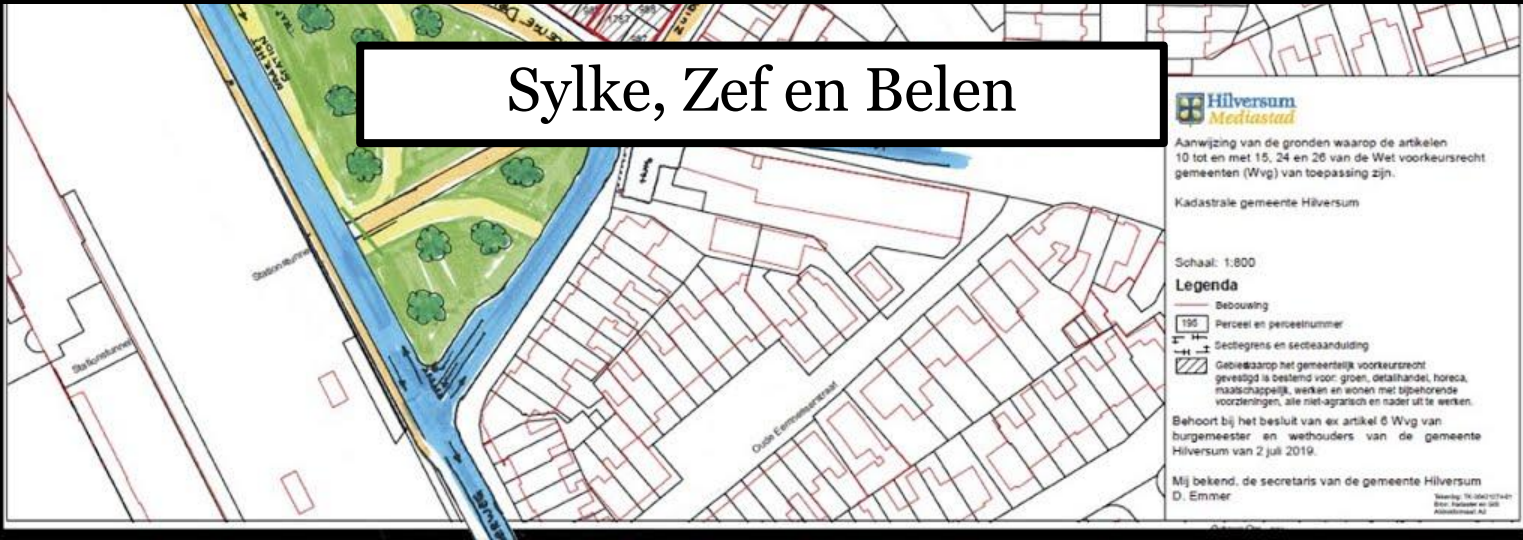 Sylke, Zef en Belen
STATION
1757
Stationstunnel
Stationstunnel
Oude Eemnesserstraat
Hilversum
Mediastad
Aanwijzing van de gronden waarop de artikelen
10 tot en met 15, 24 en 26 van de Wet voorkeursrecht
gemeenten (Wvg) van toepassing zijn.
Kadastrale gemeente Hilversum
Schaal: 1:800
Legenda
Bebouwing
195 Perceel en perceelnummer
Sectiegrens en sectieaanduiding
Gebied waarop het gemeentelijk voorkeursrecht
gevestigd is bestemd voor: groen, detailhandel, horeca,
maatschappelijk, werken en wonen met bijbehorende
voorzieningen, alle niet-agrarisch en nader uit te werken.
Behoort bij het besluit van ex artikel 6 Wvg van
burgemeester en wethouders van de gemeente
Hilversum van 2 juli 2019.
Mij bekend, de secretaris van de gemeente Hilversum
D. Emmer